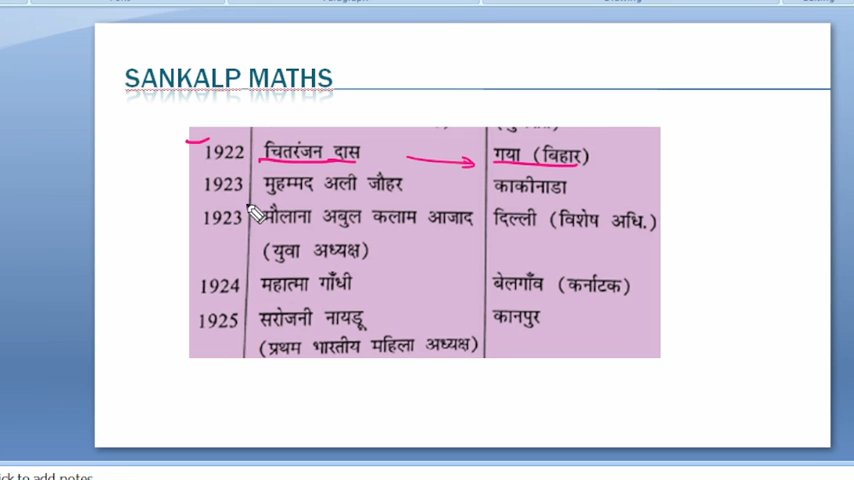 SANKALP MATHS
1922 चितरंजन दास गया (बिहार)
1923 मुहम्मद अली जौहर काकीनाडा
1923 मौलाना अबुल कलाम आजाद दिल्ली (विशेष अधि.)
(युवा अध्यक्ष)
1924 महात्मा गाँधी बेलगाँव (कर्नाटक)
1925 सरोजनी नायडू कानपुर
(प्रथम भारतीय महिला अध्यक्ष)